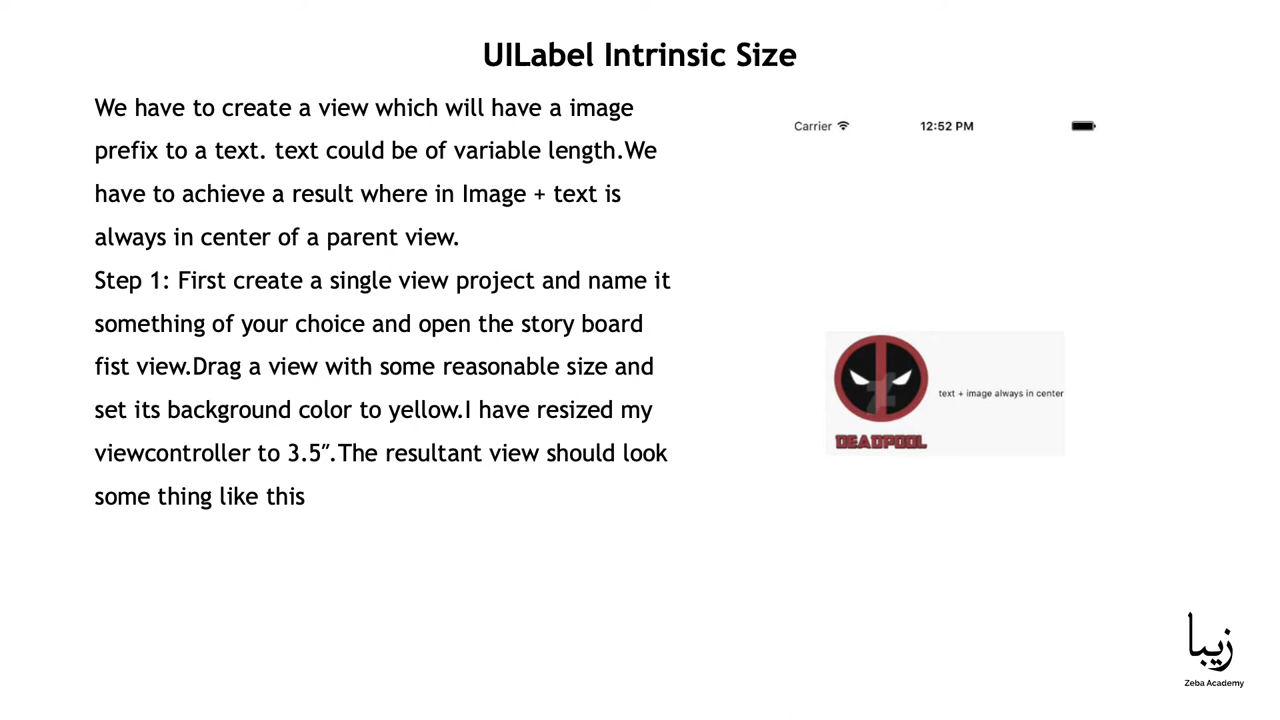 UILabel Intrinsic Size
We have to create a view which will have a image
prefix to a text. text could be of variable length.We
have to achieve a result where in Image + text is
always in center of a parent view.
Step 1: First create a single view project and name it
something of your choice and open the story board
fist view.Drag a view with some reasonable size and
set its background color to yellow.I have resized my
viewcontroller to 3.5”.The resultant view should look
some thing like this
Carrier 12:52 PM
text + image always in center
DEADPOOL
زيبا
Zeba Academy